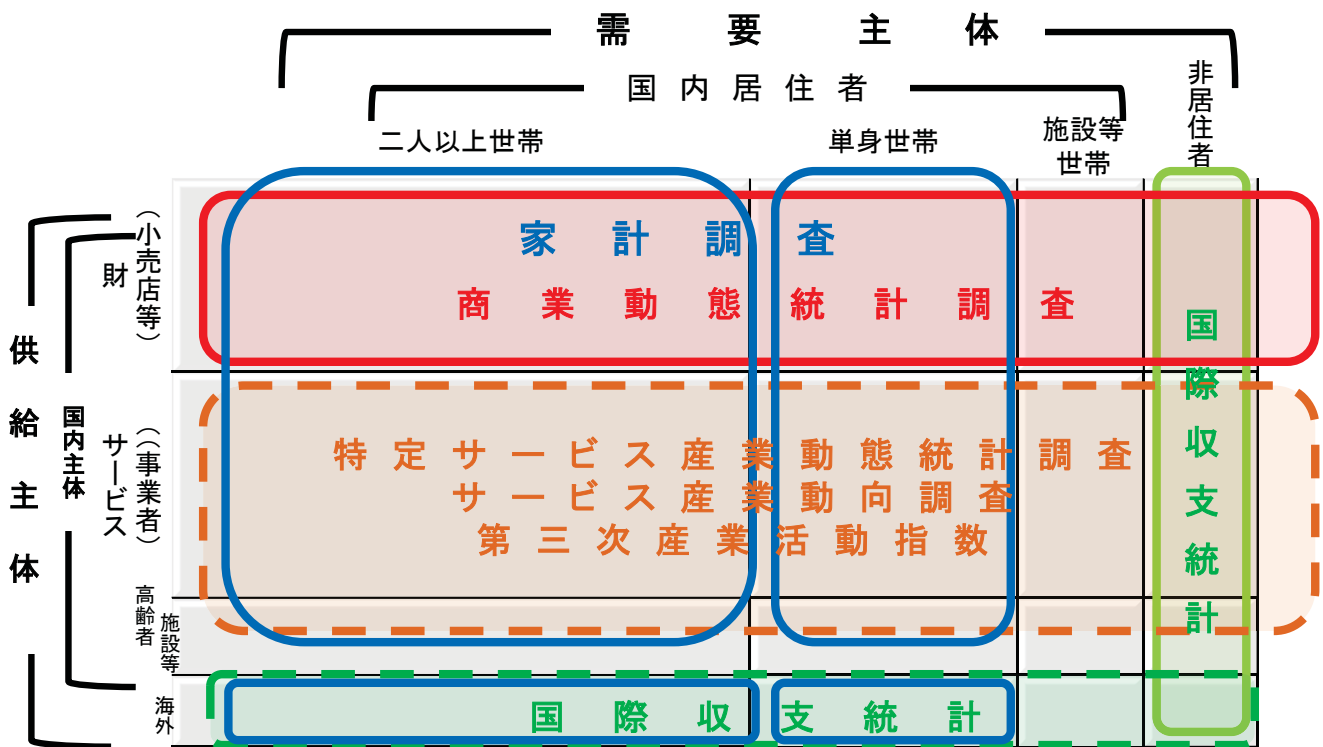 需要主体
国内居住者
非居住者
二人以上世帯
単身世帯
施設等
世帯
供給主体
国内主体
財
（小売店等）
家計調査
商業動態統計調査
サービス
（（事業者）
特定サービス産業動態統計調査
サービス産業動向調査
第三次産業活動指数
国際収支統計
高齢者
施設等
海外
国際収支統計